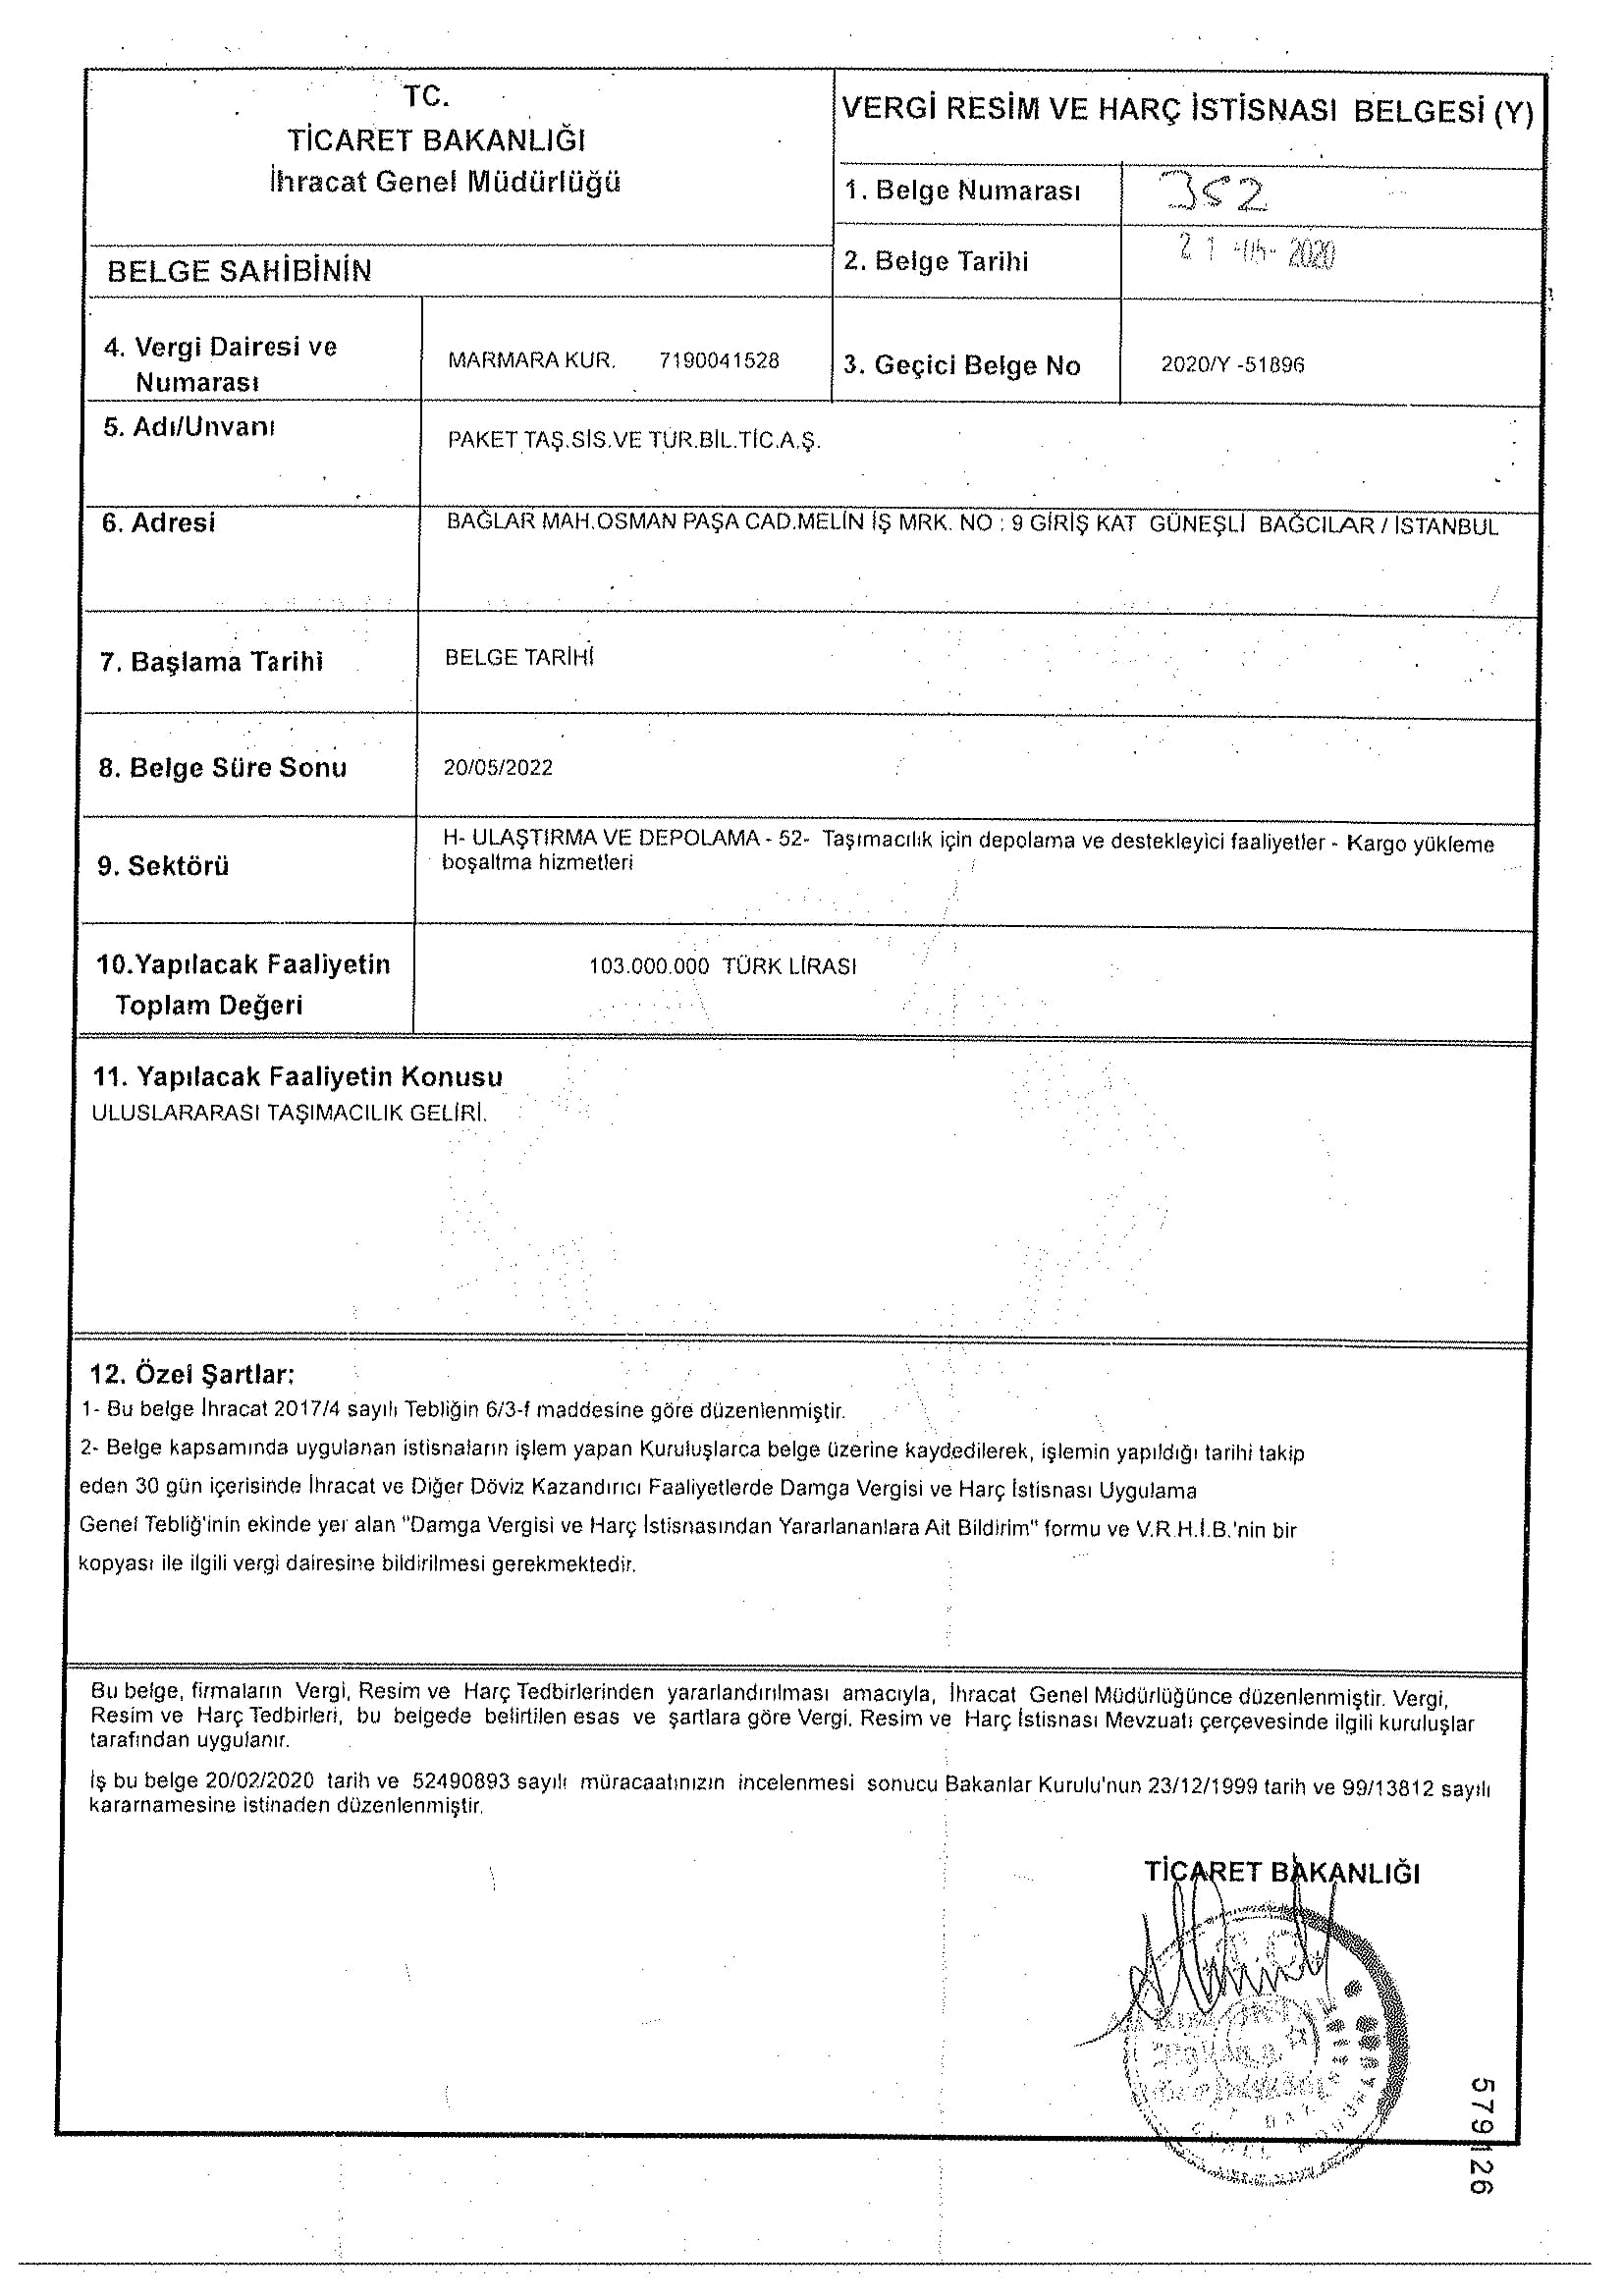 TC.
TİCARET BAKANLIĞI
İhracat Genel Müdürlüğü
VERGİ RESİM VE HARÇ İSTİSNASI BELGESİ (Y)
1. Belge Numarası 352
2. Belge Tarihi 21 -05- 2020
BELGE SAHİBİNİN
4. Vergi Dairesi ve
Numarası
MARMARA KUR. 7190041528
3. Geçici Belge No 2020/Y -51896
5. Adı/Unvanı
PAKET TAŞ.SİS.VE TUR.BİL.TİC.A.Ş.
6. Adresi BAĞLAR MAH.OSMAN PAŞA CAD.MELİN İŞ MRK. NO : 9 GİRİŞ KAT GÜNEŞLİ BAĞCILAR / İSTANBUL
7. Başlama Tarihi BELGE TARİHİ
8. Belge Süre Sonu 20/05/2022
9. Sektörü
H- ULAŞTIRMA VE DEPOLAMA - 52- Taşımacılık için depolama ve destekleyici faaliyetler - Kargo yükleme
boşaltma hizmetleri
10.Yapılacak Faaliyetin
Toplam Değeri
103.000.000 TÜRK LİRASI
11. Yapılacak Faaliyetin Konusu
ULUSLARARASI TAŞIMACILIK GELİRİ.
12. Özel Şartlar:
1- Bu belge İhracat 2017/4 sayılı Tebliğin 6/3-f maddesine göre düzenlenmiştir.
2- Belge kapsamında uygulanan istisnaların işlem yapan Kuruluşlarca belge üzerine kaydedilerek, işlemin yapıldığı tarihi takip
eden 30 gün içerisinde İhracat ve Diğer Döviz Kazandırıcı Faaliyetlerde Damga Vergisi ve Harç İstisnası Uygulama
Genel Tebliğ'inin ekinde yer alan "Damga Vergisi ve Harç İstisnasından Yararlananlara Ait Bildirim" formu ve V.R.H.İ.B.'nin bir
kopyası ile ilgili vergi dairesine bildirilmesi gerekmektedir.
Bu belge, firmaların Vergi, Resim ve Harç Tedbirlerinden yararlandırılması amacıyla, İhracat Genel Müdürlüğünce düzenlenmiştir. Vergi,
Resim ve Harç Tedbirleri, bu belgede belirtilen esas ve şartlara göre Vergi, Resim ve Harç İstisnası Mevzuatı çerçevesinde ilgili kuruluşlar
tarafından uygulanır.
İş bu belge 20/02/2020 tarih ve 52490893 sayılı müracaatınızın incelenmesi sonucu Bakanlar Kurulu'nun 23/12/1999 tarih ve 99/13812 sayılı
kararnamesine istinaden düzenlenmiştir.
TİCARET BAKANLIĞI
T.C.
579126